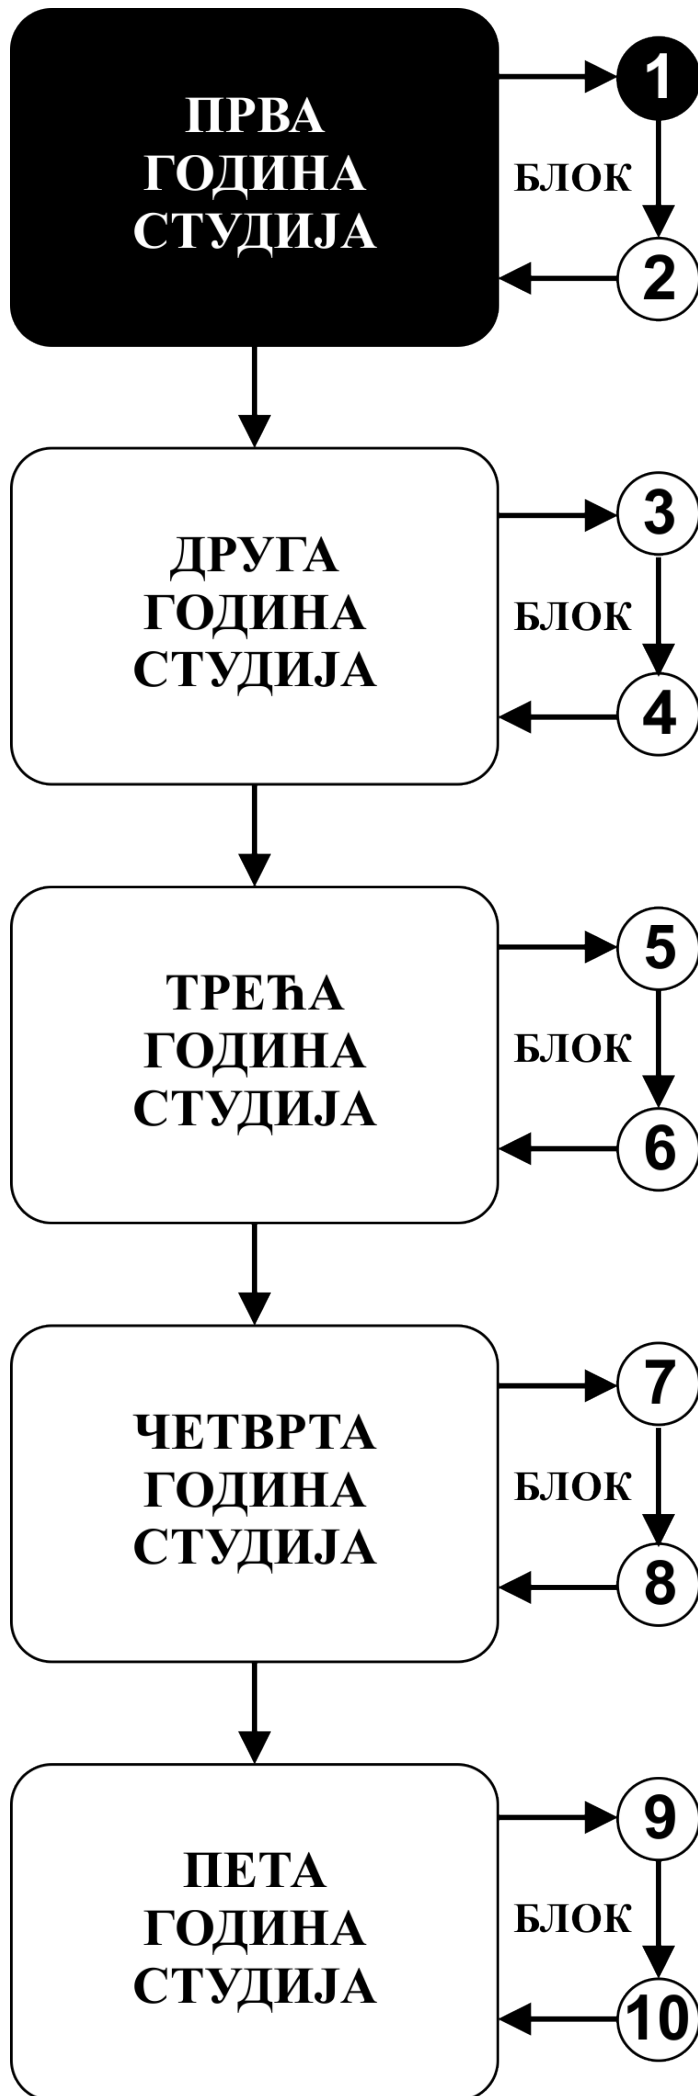 ПРВА
ГОДИНА
СТУДИЈА
1
БЛОК
2
ДРУГА
ГОДИНА
СТУДИЈА
3
БЛОК
4
ТРЕЋА
ГОДИНА
СТУДИЈА
5
БЛОК
6
ЧЕТВРТА
ГОДИНА
СТУДИЈА
7
БЛОК
8
ПЕТА
ГОДИНА
СТУДИЈА
9
БЛОК
10